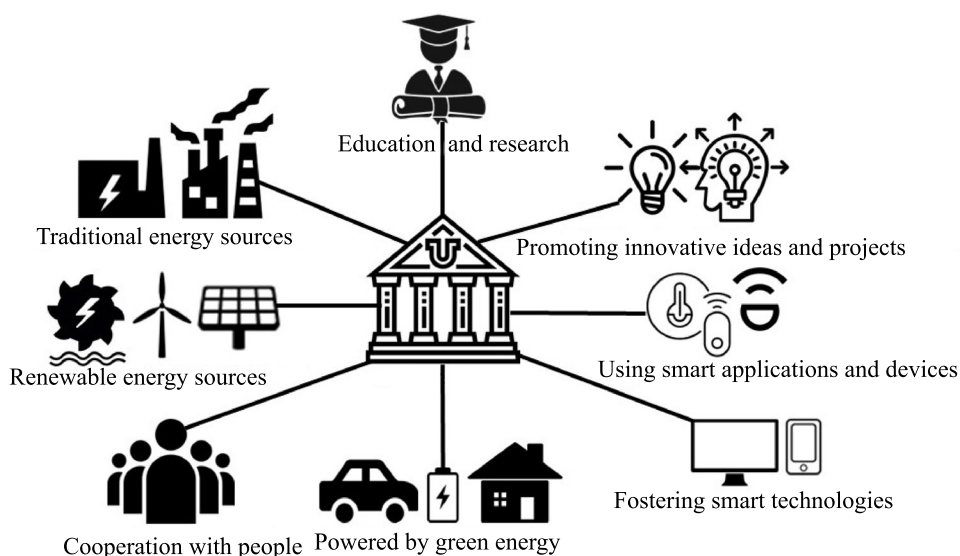 Education and research
Traditional energy sources
Promoting innovative ideas and projects
U
Renewable energy sources
Using smart applications and devices
Fostering smart technologies
Cooperation with people
Powered by green energy